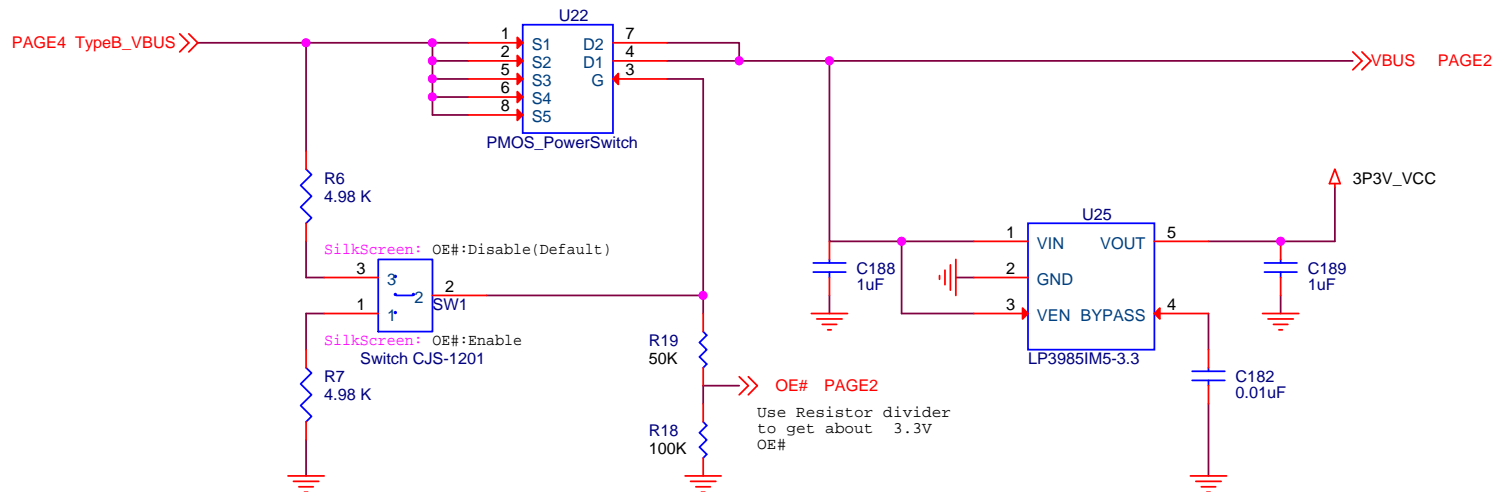 U22
PAGE4 TypeB_VBUS
1 S1 D2 7
2 S2 D1 4
5 S3 G 3
6 S4
8 S5
PMOS_PowerSwitch
VBUS PAGE2
R6
4.98 K
3P3V_VCC
U25
SilkScreen: OE#:Disable(Default)
3 3 2 2
1 1
SW1
SilkScreen: OE#:Enable
Switch CJS-1201
R7
4.98 K
C188
1uF
1 VIN VOUT 5
2 GND
3 VEN BYPASS 4
LP3985IM5-3.3
C189
1uF
R19
50K
OE# PAGE2
Use Resistor divider
to get about 3.3V
OE#
R18
100K
C182
0.01uF